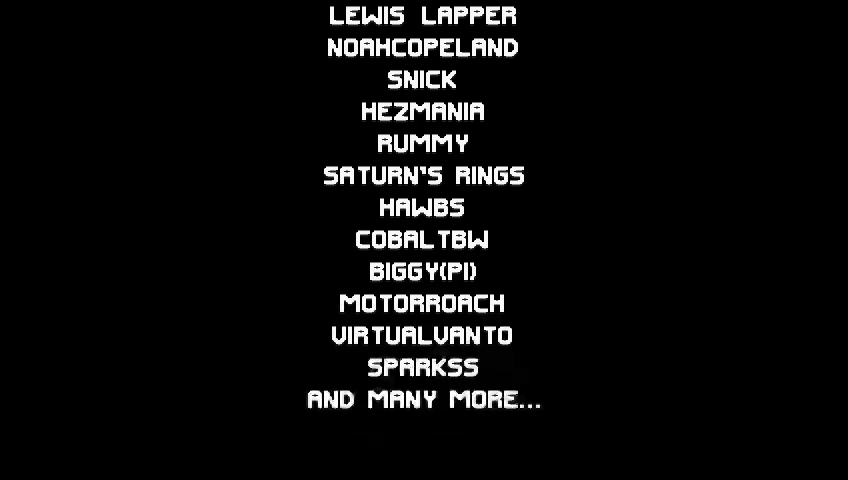 LEWIS LAPPER
NOAHCOPELAND
SNICK
HEZMANIA
RUMMY
SATURN'S RINGS
HAWBS
COBALTBW
BIGGY(PI)
MOTORROACH
VIRTUALVANTO
SPARKSS
AND MANY MORE...